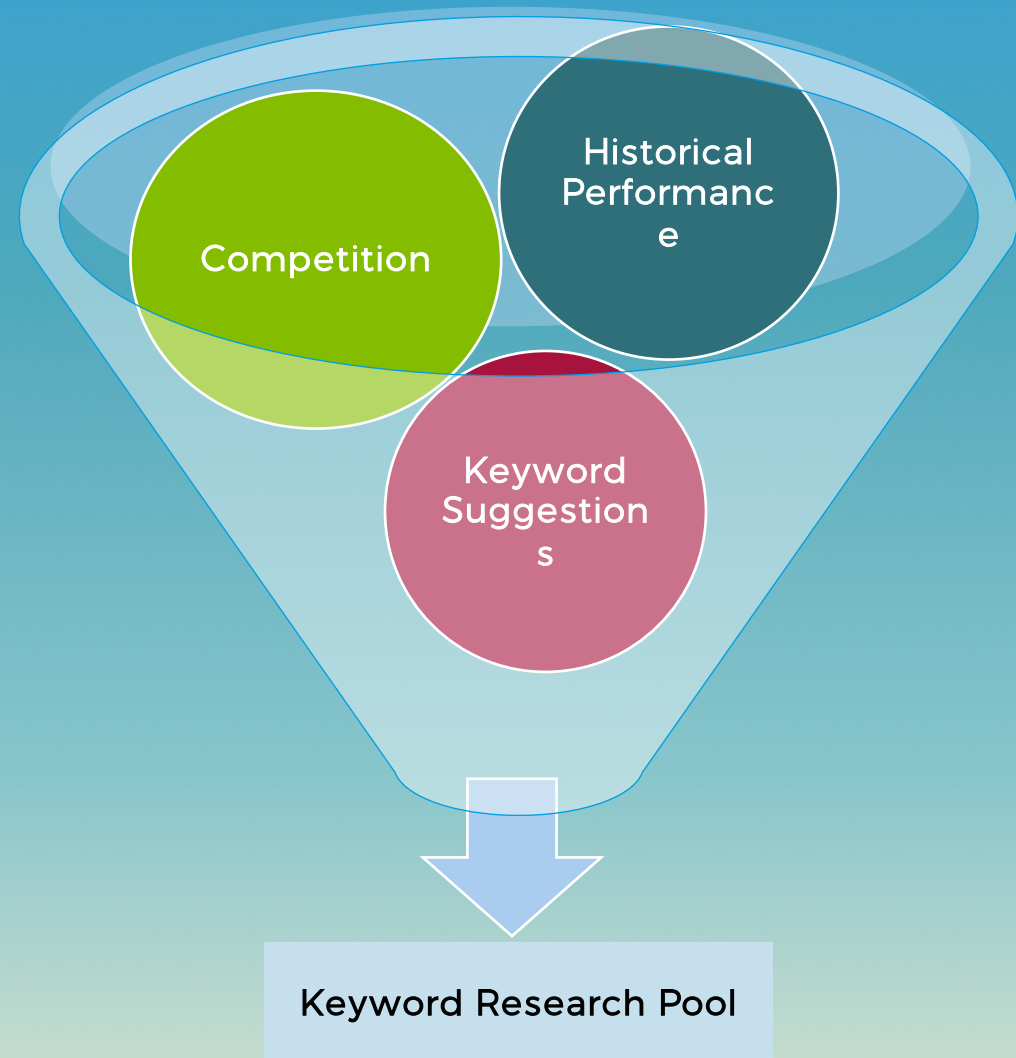 Historical
Performanc
e
Competition
Keyword
Suggestion
s
Keyword Research Pool